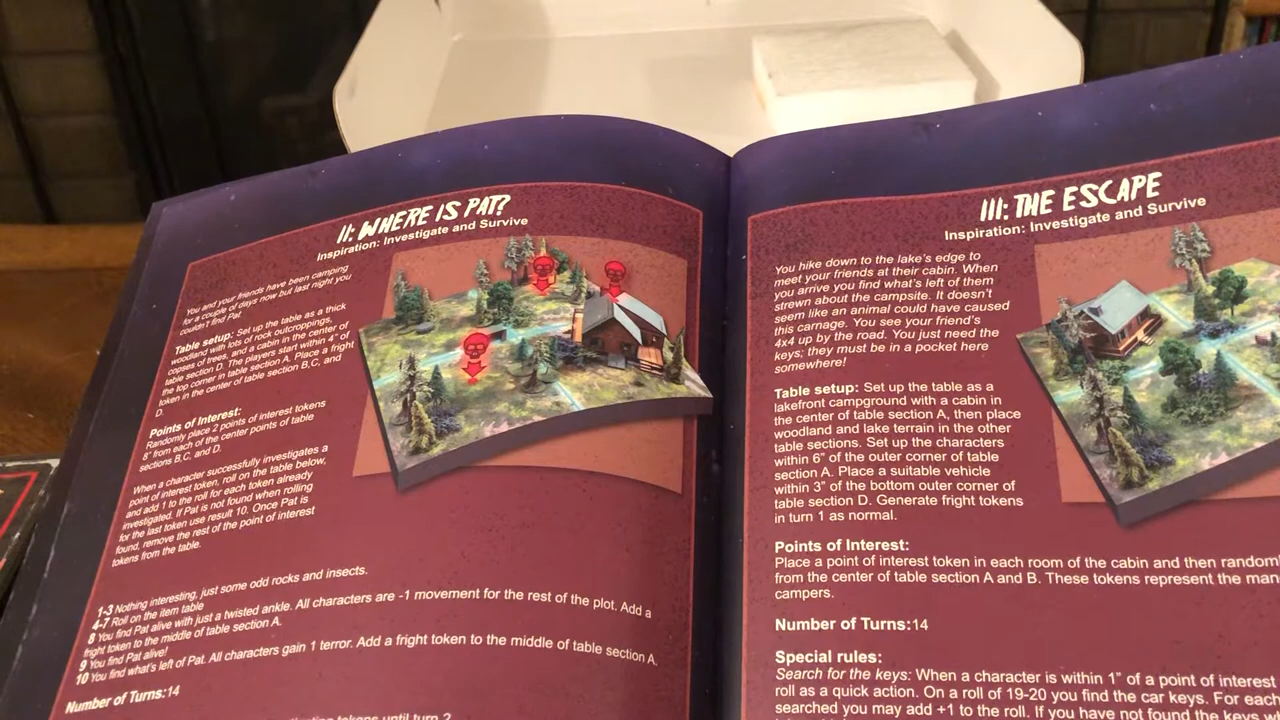 II: WHERE IS PAT?
Inspiration: Investigate and Survive
You and your friends have been camping
for a couple of days now but last night you
couldn't find Pat.
Table setup: Set up the table as a thick
woodland with lots of rock outcroppings,
copses of trees, and a cabin in the center of
table section D. The players start within 4" of
the top corner in table section A. Place a fright
token in the center of table section B,C, and
D.
Points of Interest:
Randomly place 2 points of interest tokens
8" from each of the center points of table
sections B,C, and D.
When a character successfully investigates a
point of interest token, roll on the table below,
and add 1 to the roll for each token already
investigated. If Pat is not found when rolling
for the last token use result 10. Once Pat is
found, remove the rest of the point of interest
tokens from the table.
1-3 Nothing interesting, just some odd rocks and insects.
4-7 Roll on the item table
8 You find Pat alive with just a twisted ankle. All characters are -1 movement for the rest of the plot. Add a
fright token to the middle of table section A.
9 You find Pat alive!
10 You find what's left of Pat. All characters gain 1 terror. Add a fright token to the middle of table section A.
Number of Turns:14
tokens until turn 2
III: THE ESCAPE
Inspiration: Investigate and Survive
You hike down to the lake's edge to
meet your friends at their cabin. When
you arrive you find what's left of them
strewn about the campsite. It doesn't
seem like an animal could have caused
this carnage. You see your friend's
4x4 up by the road. You just need the
keys; they must be in a pocket here
somewhere!
Table setup: Set up the table as a
lakefront campground with a cabin in
the center of table section A, then place
woodland and lake terrain in the other
table sections. Set up the characters
within 6" of the outer corner of table
section A. Place a suitable vehicle
within 3" of the bottom outer corner of
table section D. Generate fright tokens
in turn 1 as normal.
Points of Interest:
Place a point of interest token in each room of the cabin and then random
from the center of table section A and B. These tokens represent the man
campers.
Number of Turns:14
Special rules:
Search for the keys: When a character is within 1" of a point of interest
roll as a quick action. On a roll of 19-20 you find the car keys. For each
searched you may add +1 to the roll. If you have not found the keys